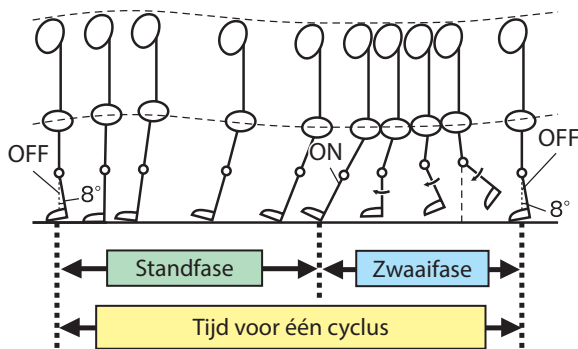 OFF
8°
ON
OFF
8°
Standfase
Zwaaifase
Tijd voor één cyclus